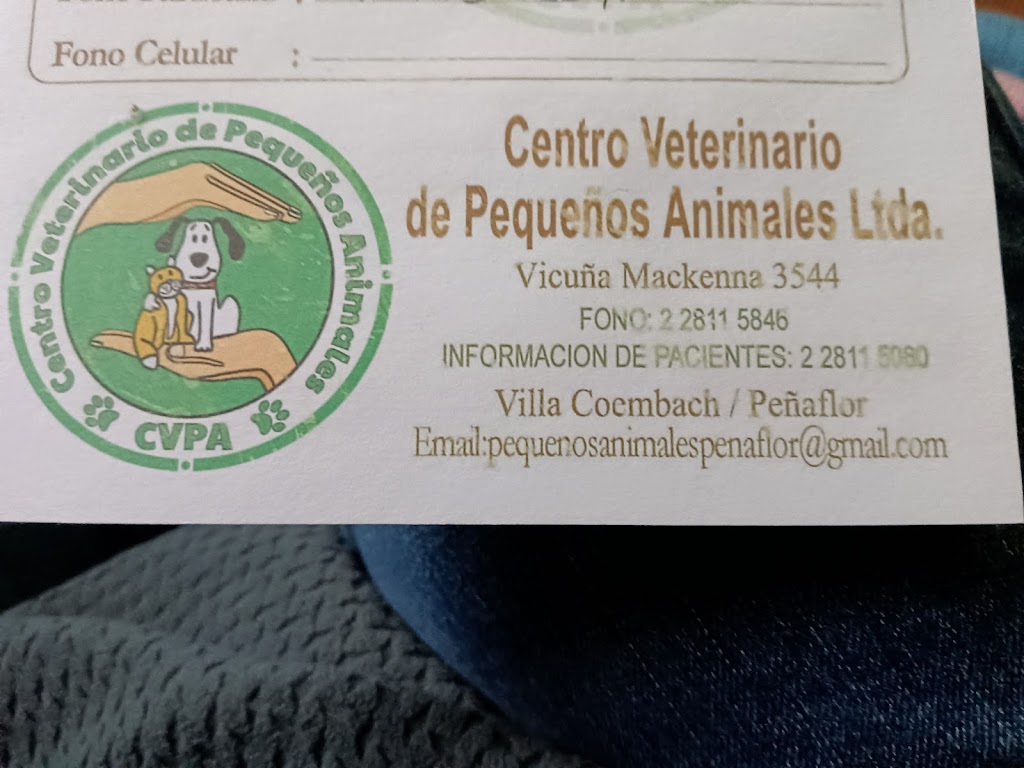 Fono Celular :
Centro Veterinario de Pequeños Animales
CVPA
Centro Veterinario
de Pequeños Animales Ltda.
Vicuña Mackenna 3544
FONO: 2 2811 5846
INFORMACION DE PACIENTES: 2 2811 5080
Villa Coembach / Peñaflor
Email:pequenosanimalespenaflor@gmail.com